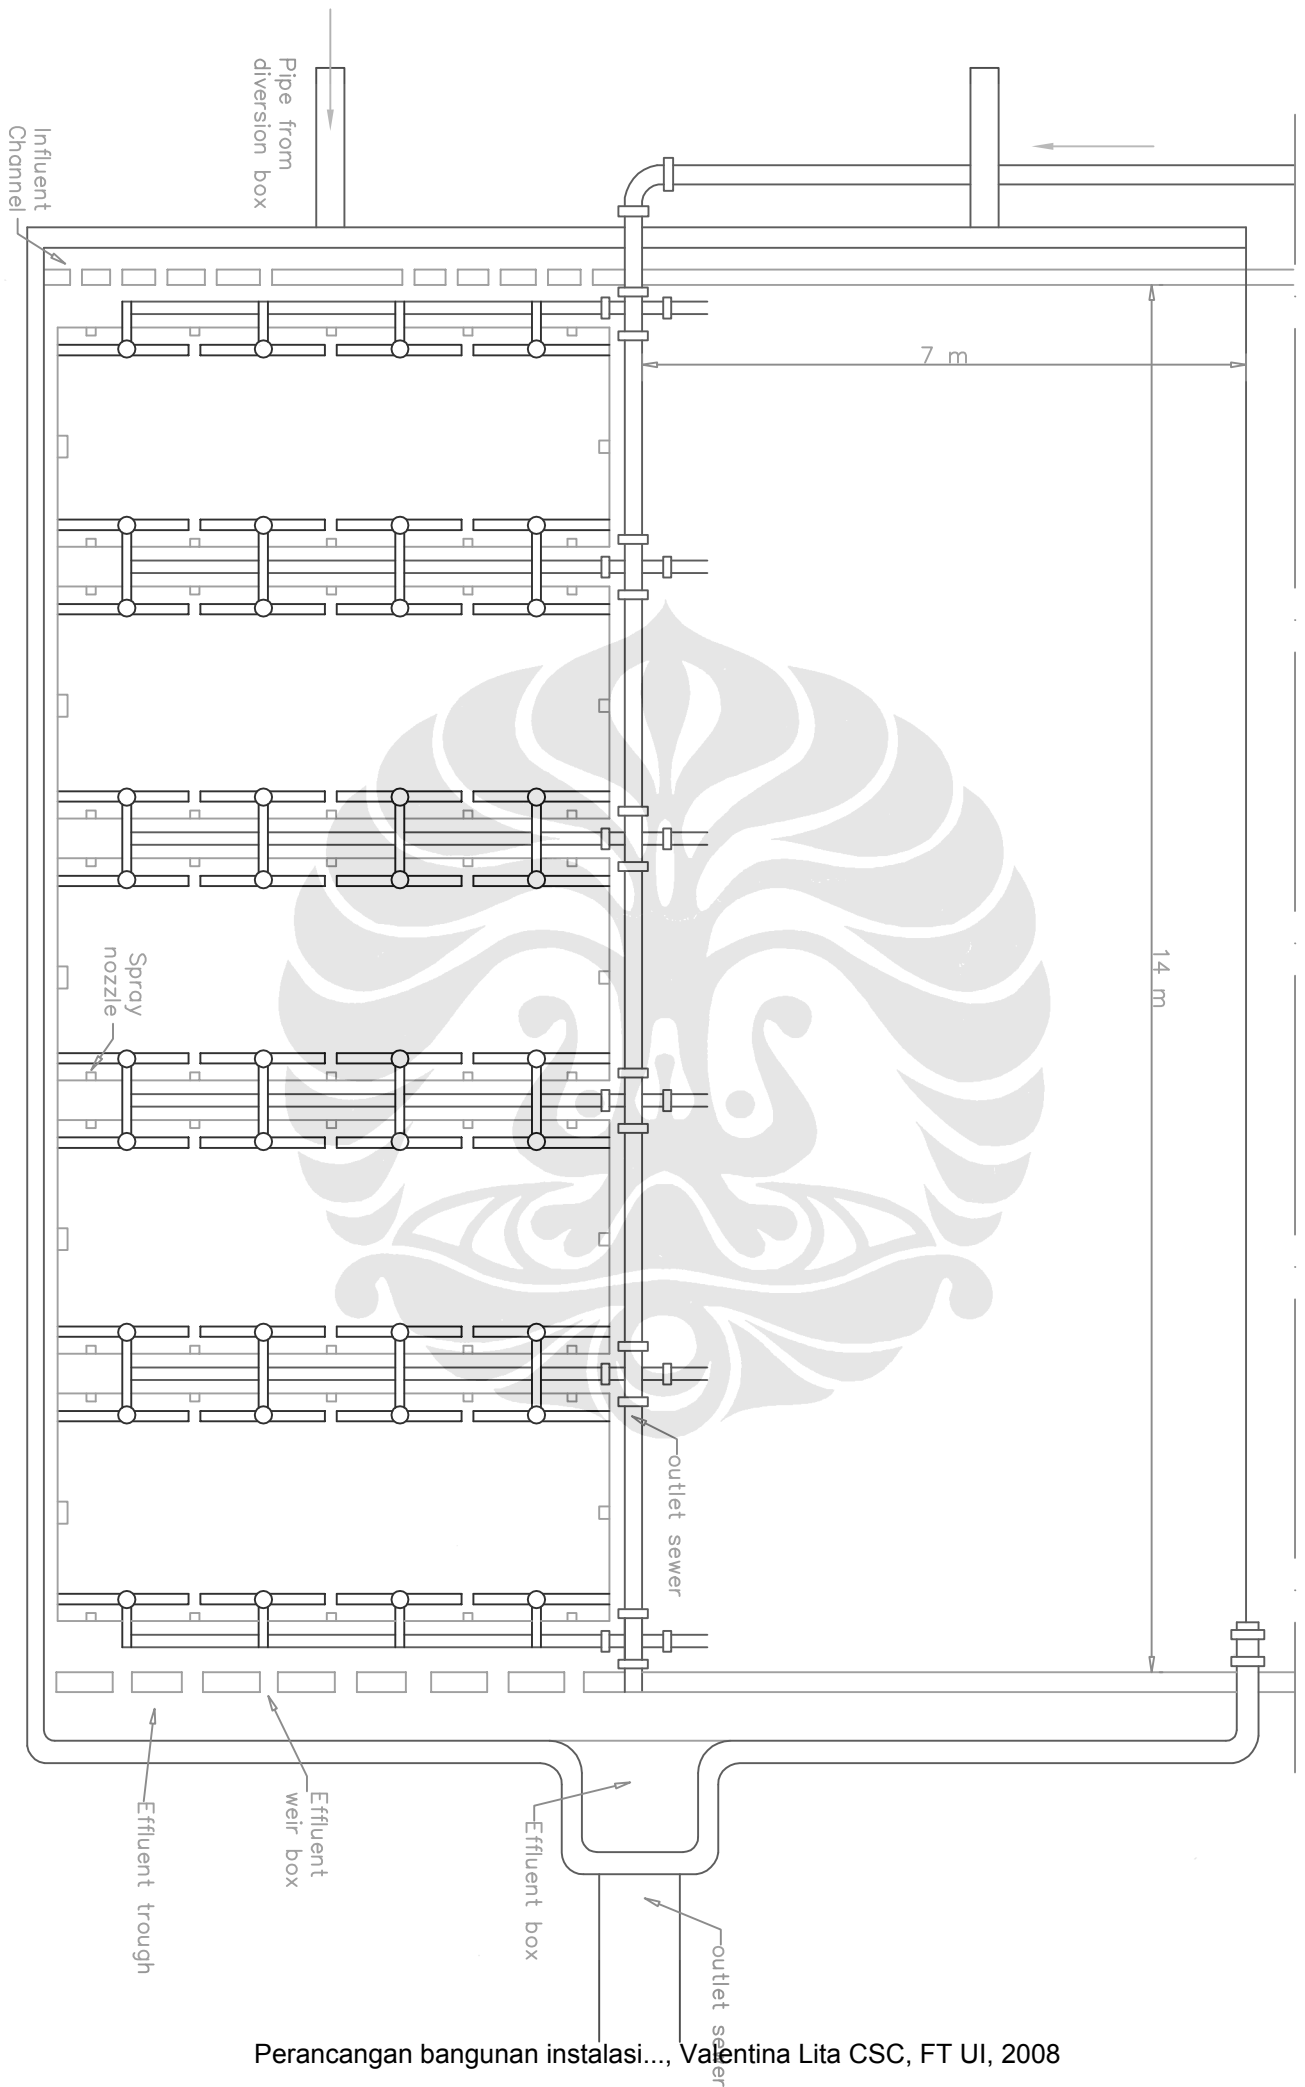 Pipe from
diversion box
Influent
Channel
7 m
14 m
Spray
nozzle
outlet sewer
Effluent
weir box
Effluent trough
Effluent box
outlet sewer
Perancangan bangunan instalasi..., Valentina Lita CSC, FT UI, 2008